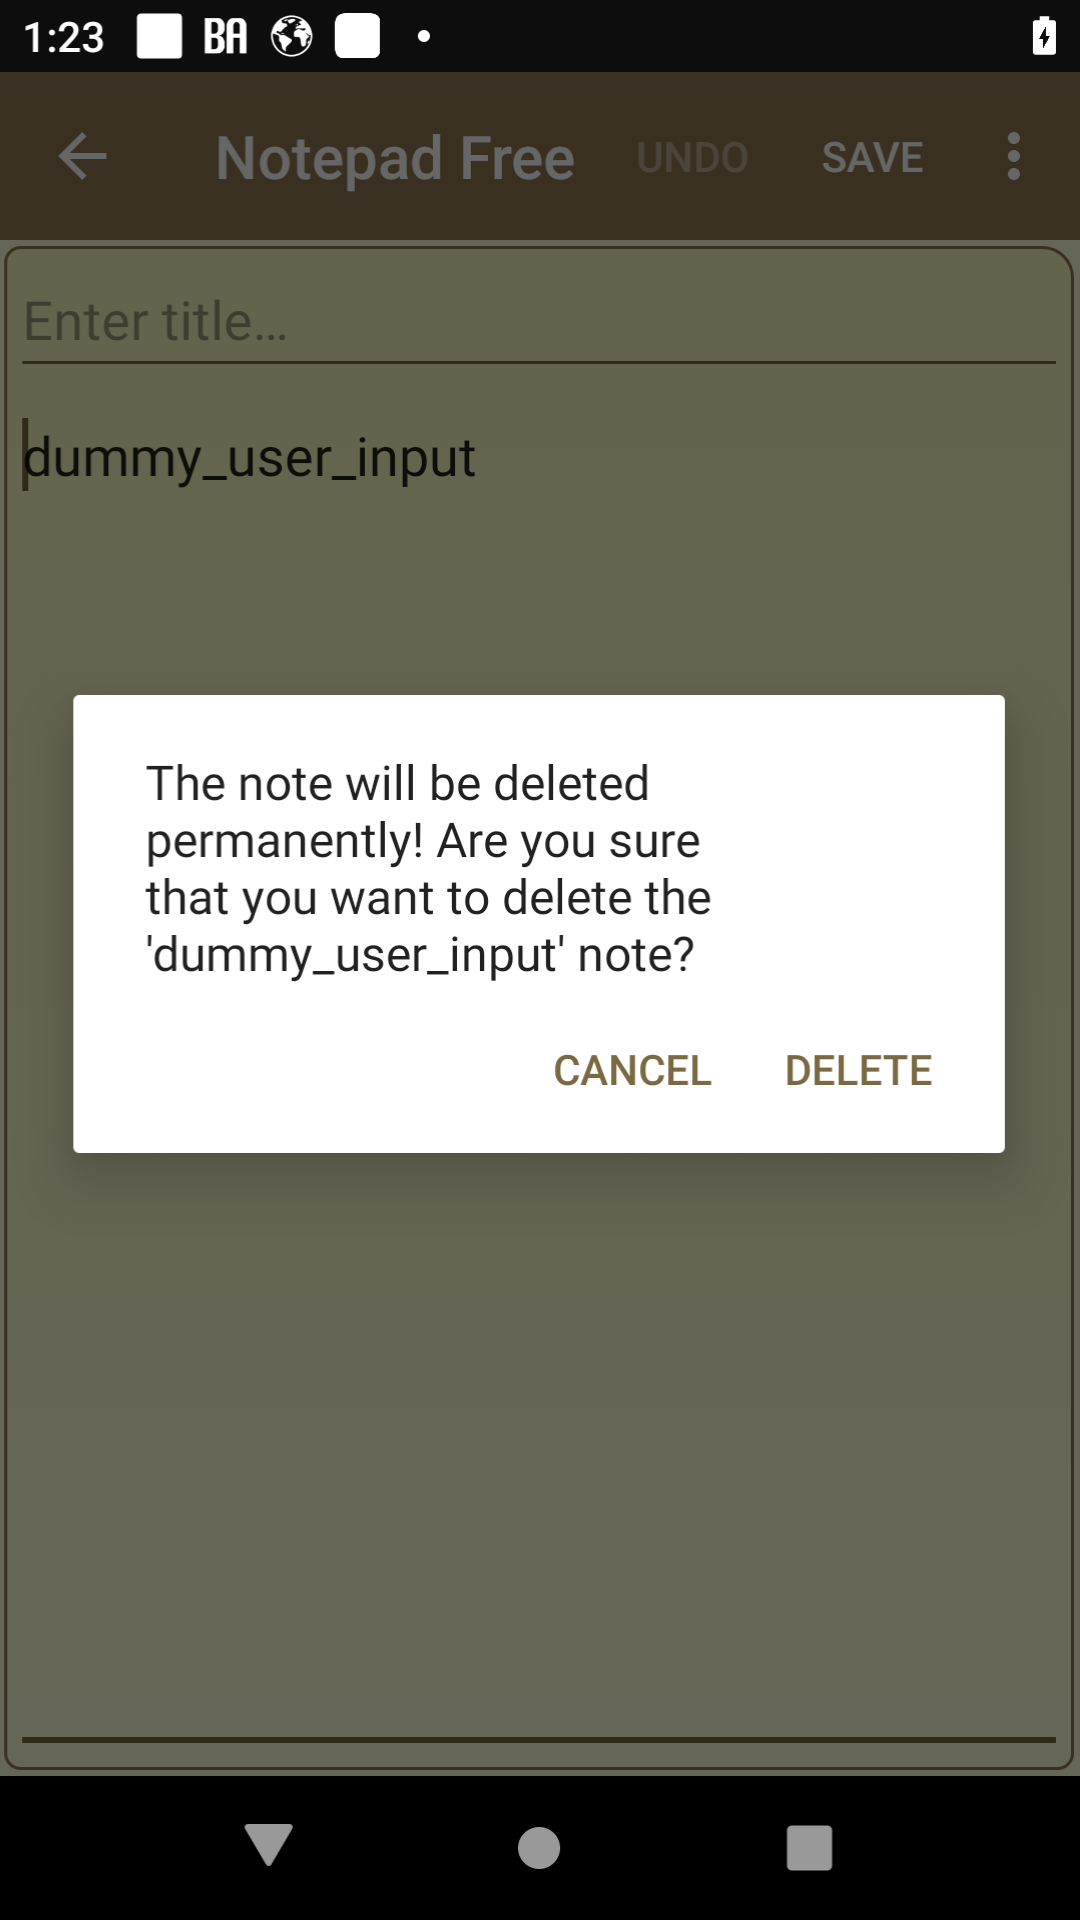 1:23 BA
Notepad Free UNDO SAVE
Enter title...
dummy_user_input
The note will be deleted
permanently! Are you sure
that you want to delete the
'dummy_user_input' note?
CANCEL DELETE